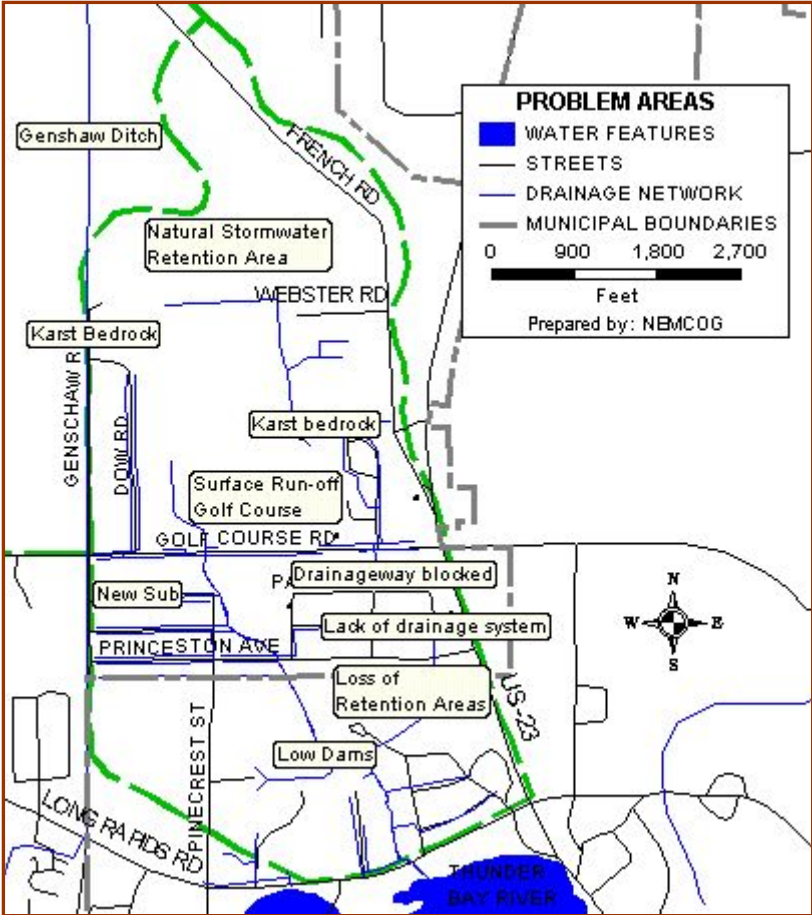 PROBLEM AREAS
WATER FEATURES
STREETS
DRAINAGE NETWORK
MUNICIPAL BOUNDARIES
0 900 1,800 2,700
Feet
Prepared by: NEMCOG
Genshaw Ditch
FRENCH RD
Natural Stormwater
Retention Area
WEBSTER RD
Karst Bedrock
GENSCHAW R
DOW RD
Karst bedrock
Surface Run-off
Golf Course
GOLF COURSE RD
Drainageway blocked
New Sub
PA
Lack of drainage system
PRINCESTON AVE
Loss of
Retention Areas
US-23
PINECREST ST
Low Dams
LONG RAPIDS RD
THUNDER
BAY RIVER
N
W E
S